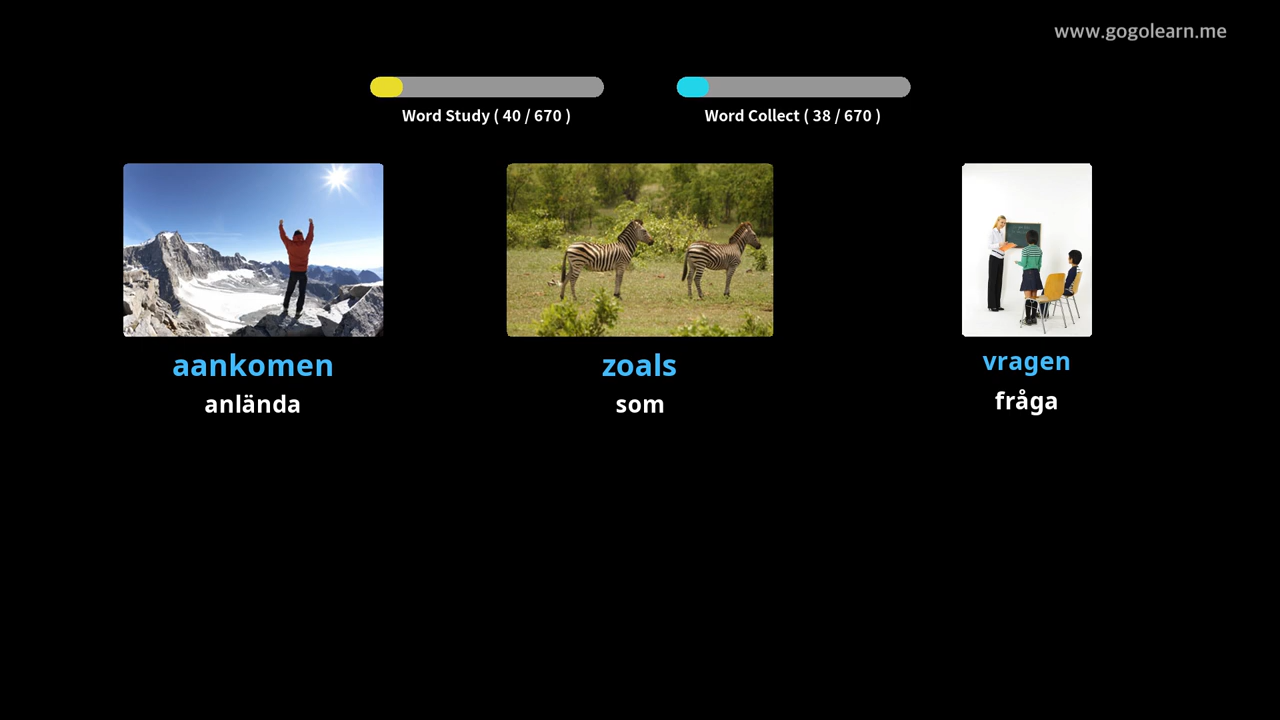 www.gogolearn.me
Word Study ( 40 / 670 )
Word Collect ( 38 / 670 )
aankomen
anlända
zoals
som
vragen
fråga